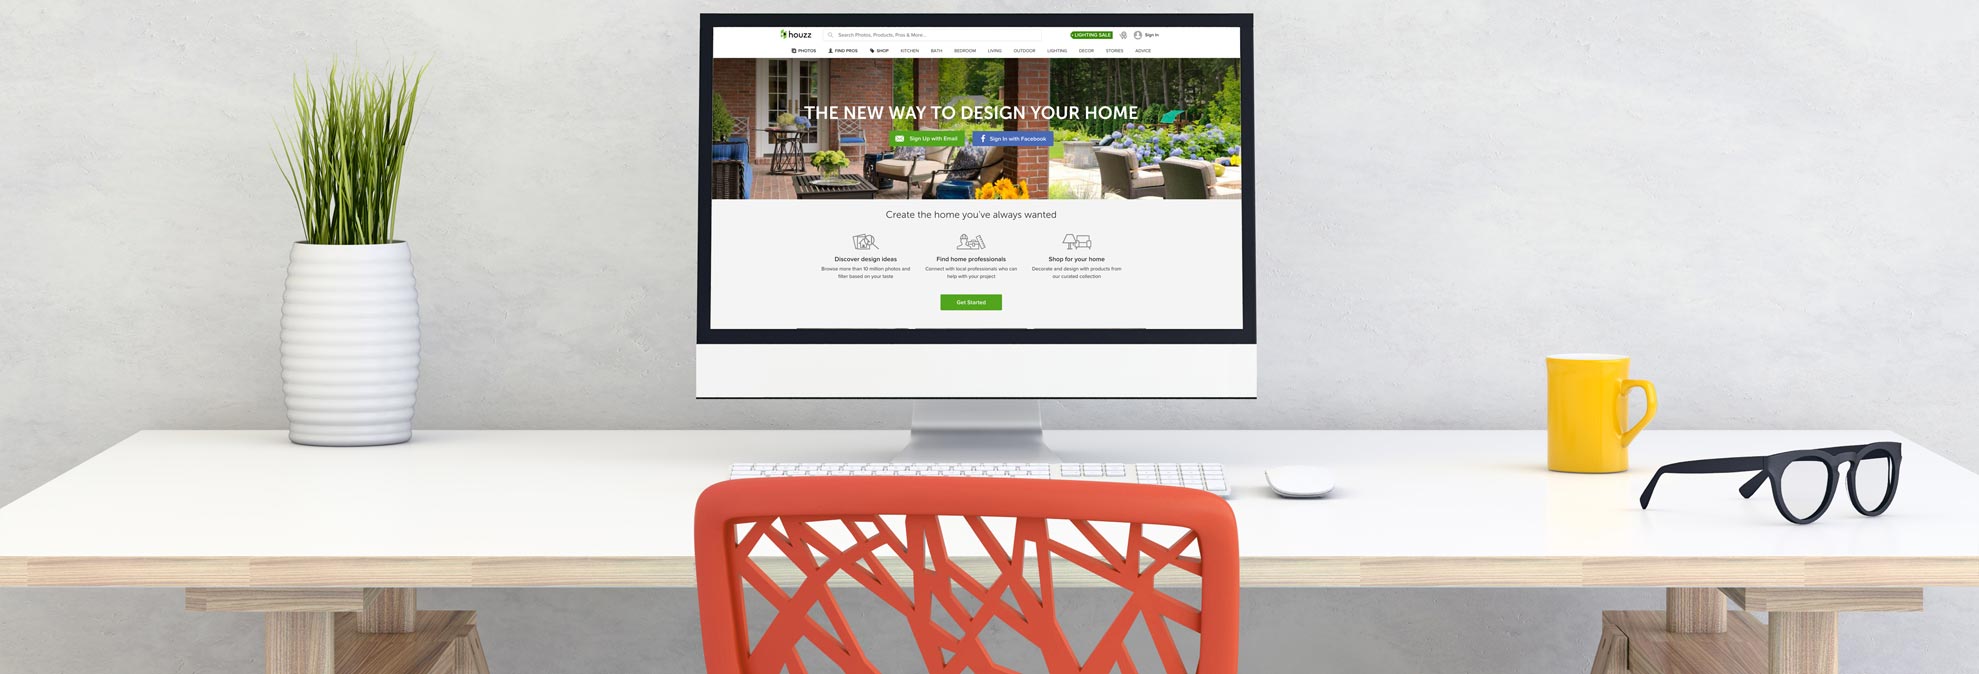 houzz
Search Photos, Products, Pros & More...
LIGHTING SALE
Sign In
PHOTOS FIND PROS SHOP KITCHEN BATH BEDROOM LIVING OUTDOOR LIGHTING DECOR STORIES ADVICE
THE NEW WAY TO DESIGN YOUR HOME
Sign Up with Email
f Sign In with Facebook
Create the home you've always wanted
Discover design ideas
Browse more than 10 million photos and
filter based on your taste
Find home professionals
Connect with local professionals who can
help with your project
Shop for your home
Decorate and design with products from
our curated collection
Get Started